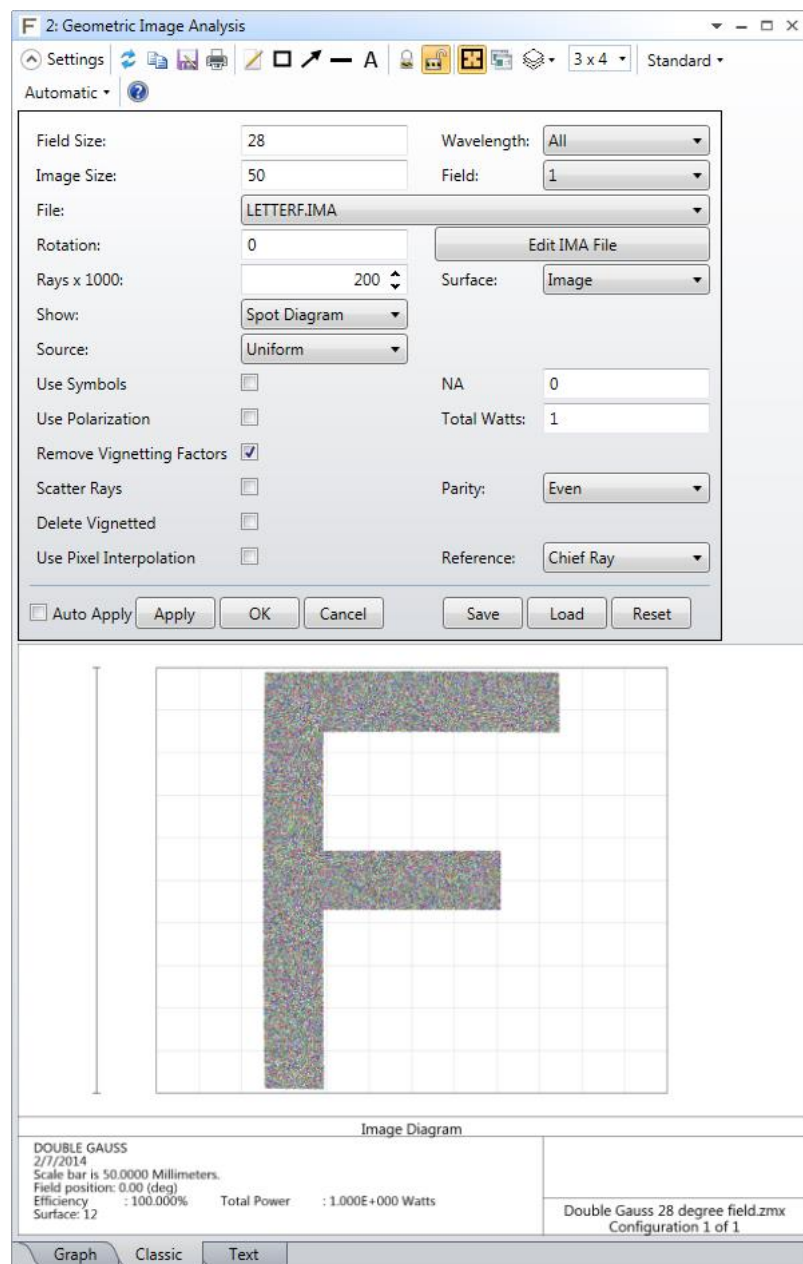 F 2: Geometric Image Analysis
Settings A 3 x 4 Standard
Automatic
Field Size: 28 Wavelength: All
Image Size: 50 Field: 1
File: LETTERF.IMA
Rotation: 0 Edit IMA File
Rays x 1000: 200 Surface: Image
Show: Spot Diagram
Source: Uniform
Use Symbols NA 0
Use Polarization Total Watts: 1
Remove Vignetting Factors
Scatter Rays Parity: Even
Delete Vignetted
Use Pixel Interpolation Reference: Chief Ray
Auto Apply Apply OK Cancel Save Load Reset
F
Image Diagram
DOUBLE GAUSS
2/7/2014
Scale bar is 50.0000 Millimeters.
Field position: 0.00 (deg)
Efficiency : 100.000% Total Power : 1.000E+000 Watts
Surface: 12
Double Gauss 28 degree field.zmx
Configuration 1 of 1
Graph Classic Text